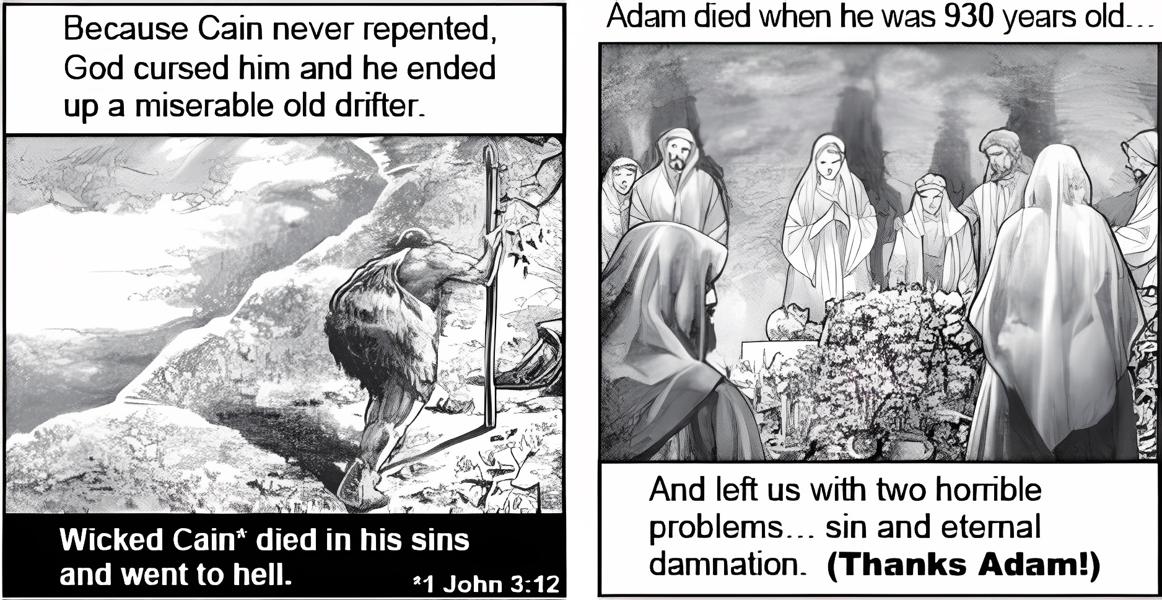 Because Cain never repented,
God cursed him and he ended
up a miserable old drifter.
Wicked Cain* died in his sins
and went to hell.
*1 John 3:12
Adam died when he was 930 years old...
And left us with two horrible
problems... sin and eternal
damnation. (Thanks Adam!)